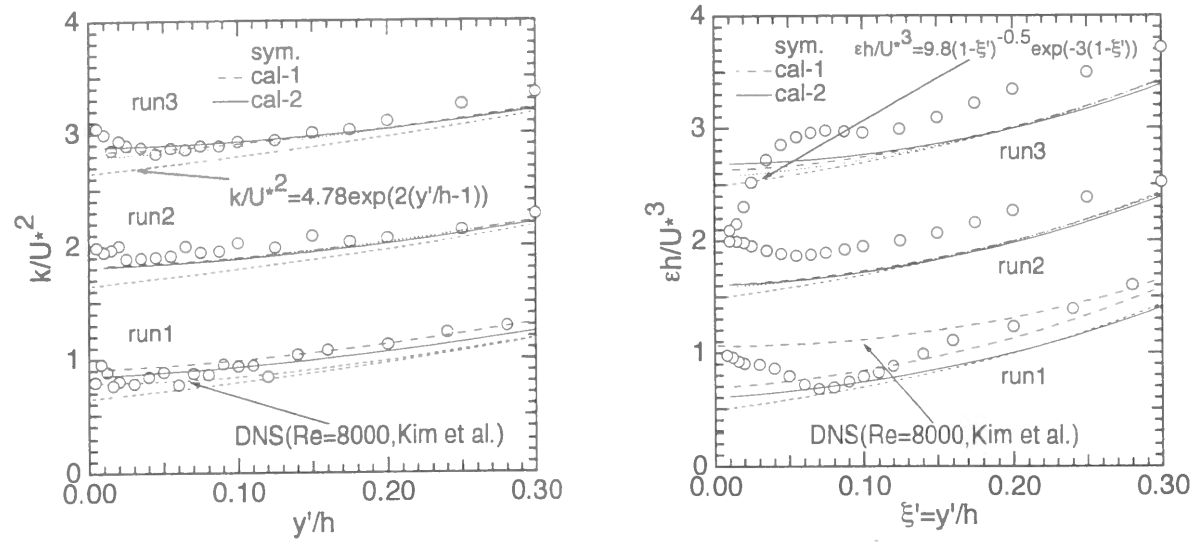 4
3
2
1
0
k/U*2
sym.
cal-1
cal-2
run3
k/U*2=4.78exp(2(y'/h-1))
run2
run1
DNS(Re=8000,Kim et al.)
0.00 0.10 0.20 0.30
y'/h
4
3
2
1
0
εh/U*3
sym.
εh/U*3=9.8(1-ξ')-0.5exp(-3(1-ξ'))
cal-1
cal-2
run3
run2
run1
DNS(Re=8000,Kim et al.)
0.00 0.10 0.20 0.30
ξ'=y'/h